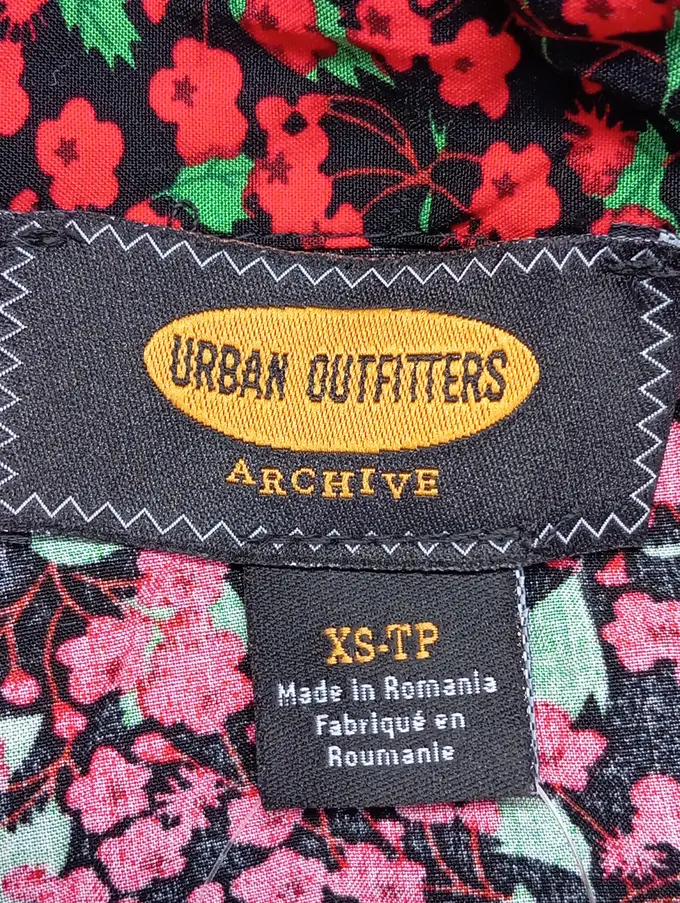 URBAN OUTFITTERS
ARCHIVE
XS-TP
Made in Romania
Fabriqué en
Roumanie